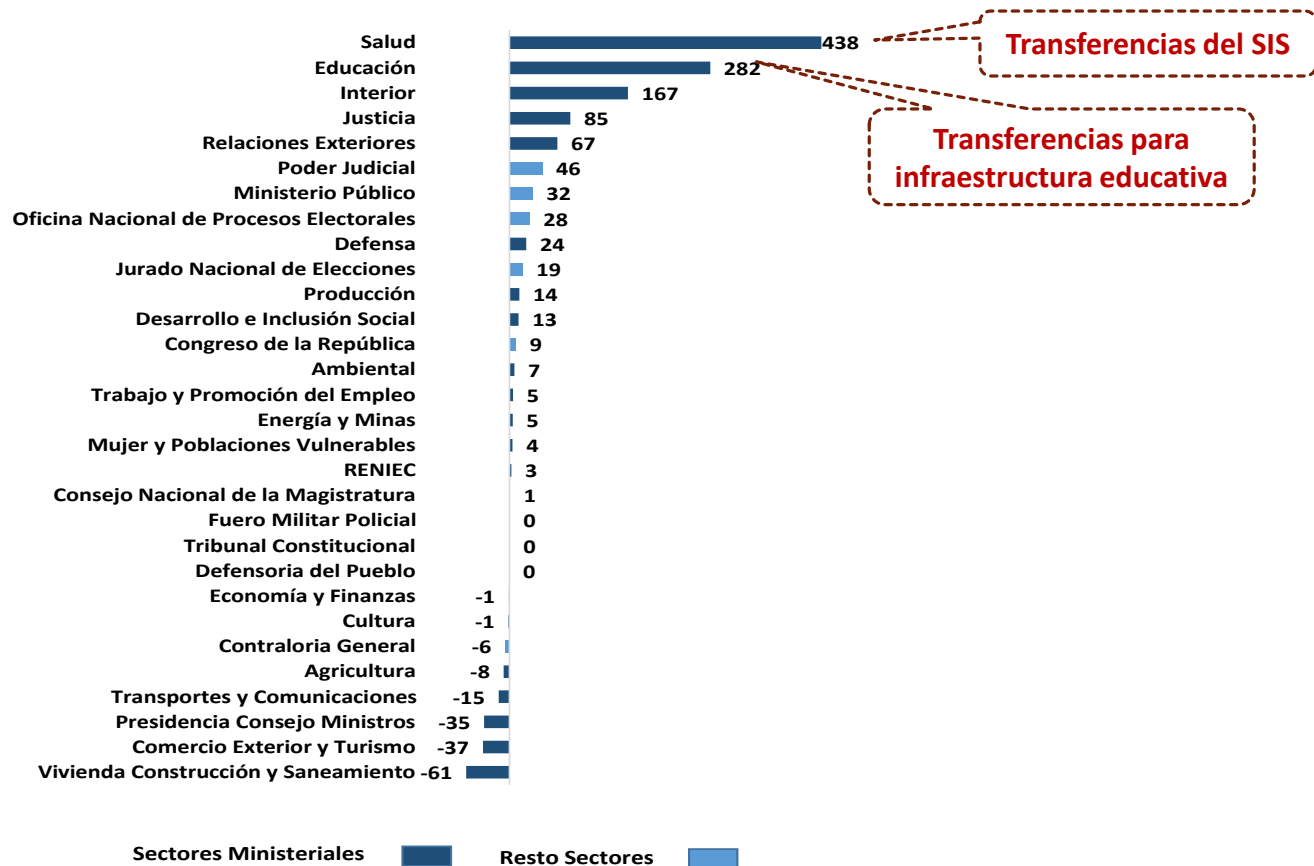 Salud 438
Educación 282
Interior 167
Justicia 85
Relaciones Exteriores 67
Poder Judicial 46
Ministerio Público 32
Oficina Nacional de Procesos Electorales 28
Defensa 24
Jurado Nacional de Elecciones 19
Producción 14
Desarrollo e Inclusión Social 13
Congreso de la República 9
Ambiental 7
Trabajo y Promoción del Empleo 5
Energía y Minas 5
Mujer y Poblaciones Vulnerables 4
RENIEC 3
Consejo Nacional de la Magistratura 1
Fuero Militar Policial 0
Tribunal Constitucional 0
Defensoria del Pueblo 0
Economía y Finanzas -1
Cultura -1
Contraloria General -6
Agricultura -8
Transportes y Comunicaciones -15
Presidencia Consejo Ministros -35
Comercio Exterior y Turismo -37
Vivienda Construcción y Saneamiento -61
Transferencias del SIS
Transferencias para
infraestructura educativa
Sectores Ministeriales
Resto Sectores